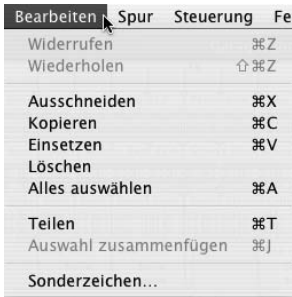 Bearbeiten Spur Steuerung Fe
Widerrufen ⌘Z
Wiederholen ⇧⌘Z
Ausschneiden ⌘X
Kopieren ⌘C
Einsetzen ⌘V
Löschen
Alles auswählen ⌘A
Teilen ⌘T
Auswahl zusammenfügen ⌘J
Sonderzeichen...